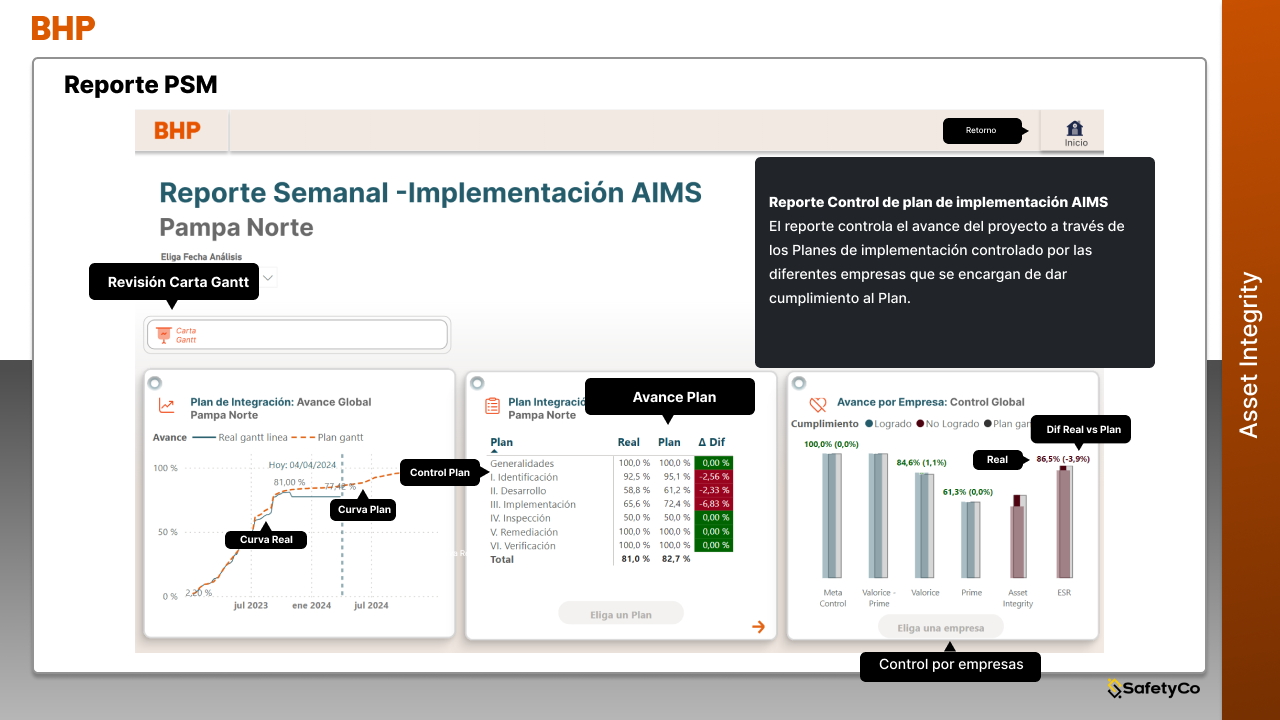 BHP
Reporte PSM
BHP
Retorno
Inicio
Reporte Semanal -Implementación AIMS
Pampa Norte
Eliga Fecha Análisis
Revisión Carta Gantt
Carta
Gantt
Reporte Control de plan de implementación AIMS
El reporte controla el avance del proyecto a través de
los Planes de implementación controlado por las
diferentes empresas que se encargan de dar
cumplimiento al Plan.
Plan de Integración: Avance Global
Pampa Norte
Avance Real gantt linea Plan gantt
100 %
50 %
0 %
Hoy: 04/04/2024
81,00 %
77,42 %
2,20 %
jul 2023 ene 2024 jul 2024
Curva Plan
Curva Real
Plan Integració
Pampa Norte
Avance Plan
Control Plan
Plan Real Plan Δ Dif
Generalidades 100,0 % 100,0 % 0,00 %
I. Identificación 92,5 % 95,1 % -2,56 %
II. Desarrollo 58,8 % 61,2 % -2,33 %
III. Implementación 65,6 % 72,4 % -6,83 %
IV. Inspección 50,0 % 50,0 % 0,00 %
V. Remediación 100,0 % 100,0 % 0,00 %
VI. Verificación 100,0 % 100,0 % 0,00 %
Total 81,0 % 82,7 %
Eliga un Plan
Avance por Empresa: Control Global
Cumplimiento Logrado No Logrado Plan gan
Dif Real vs Plan
Real
100,0% (0,0%)
84,6% (1,1%)
61,3% (0,0%)
86,5% (-3,9%)
Meta
Control
Valorice -
Prime
Valorice
Prime
Asset
Integrity
ESR
Eliga una empresa
Control por empresas
SafetyCo
Asset Integrity